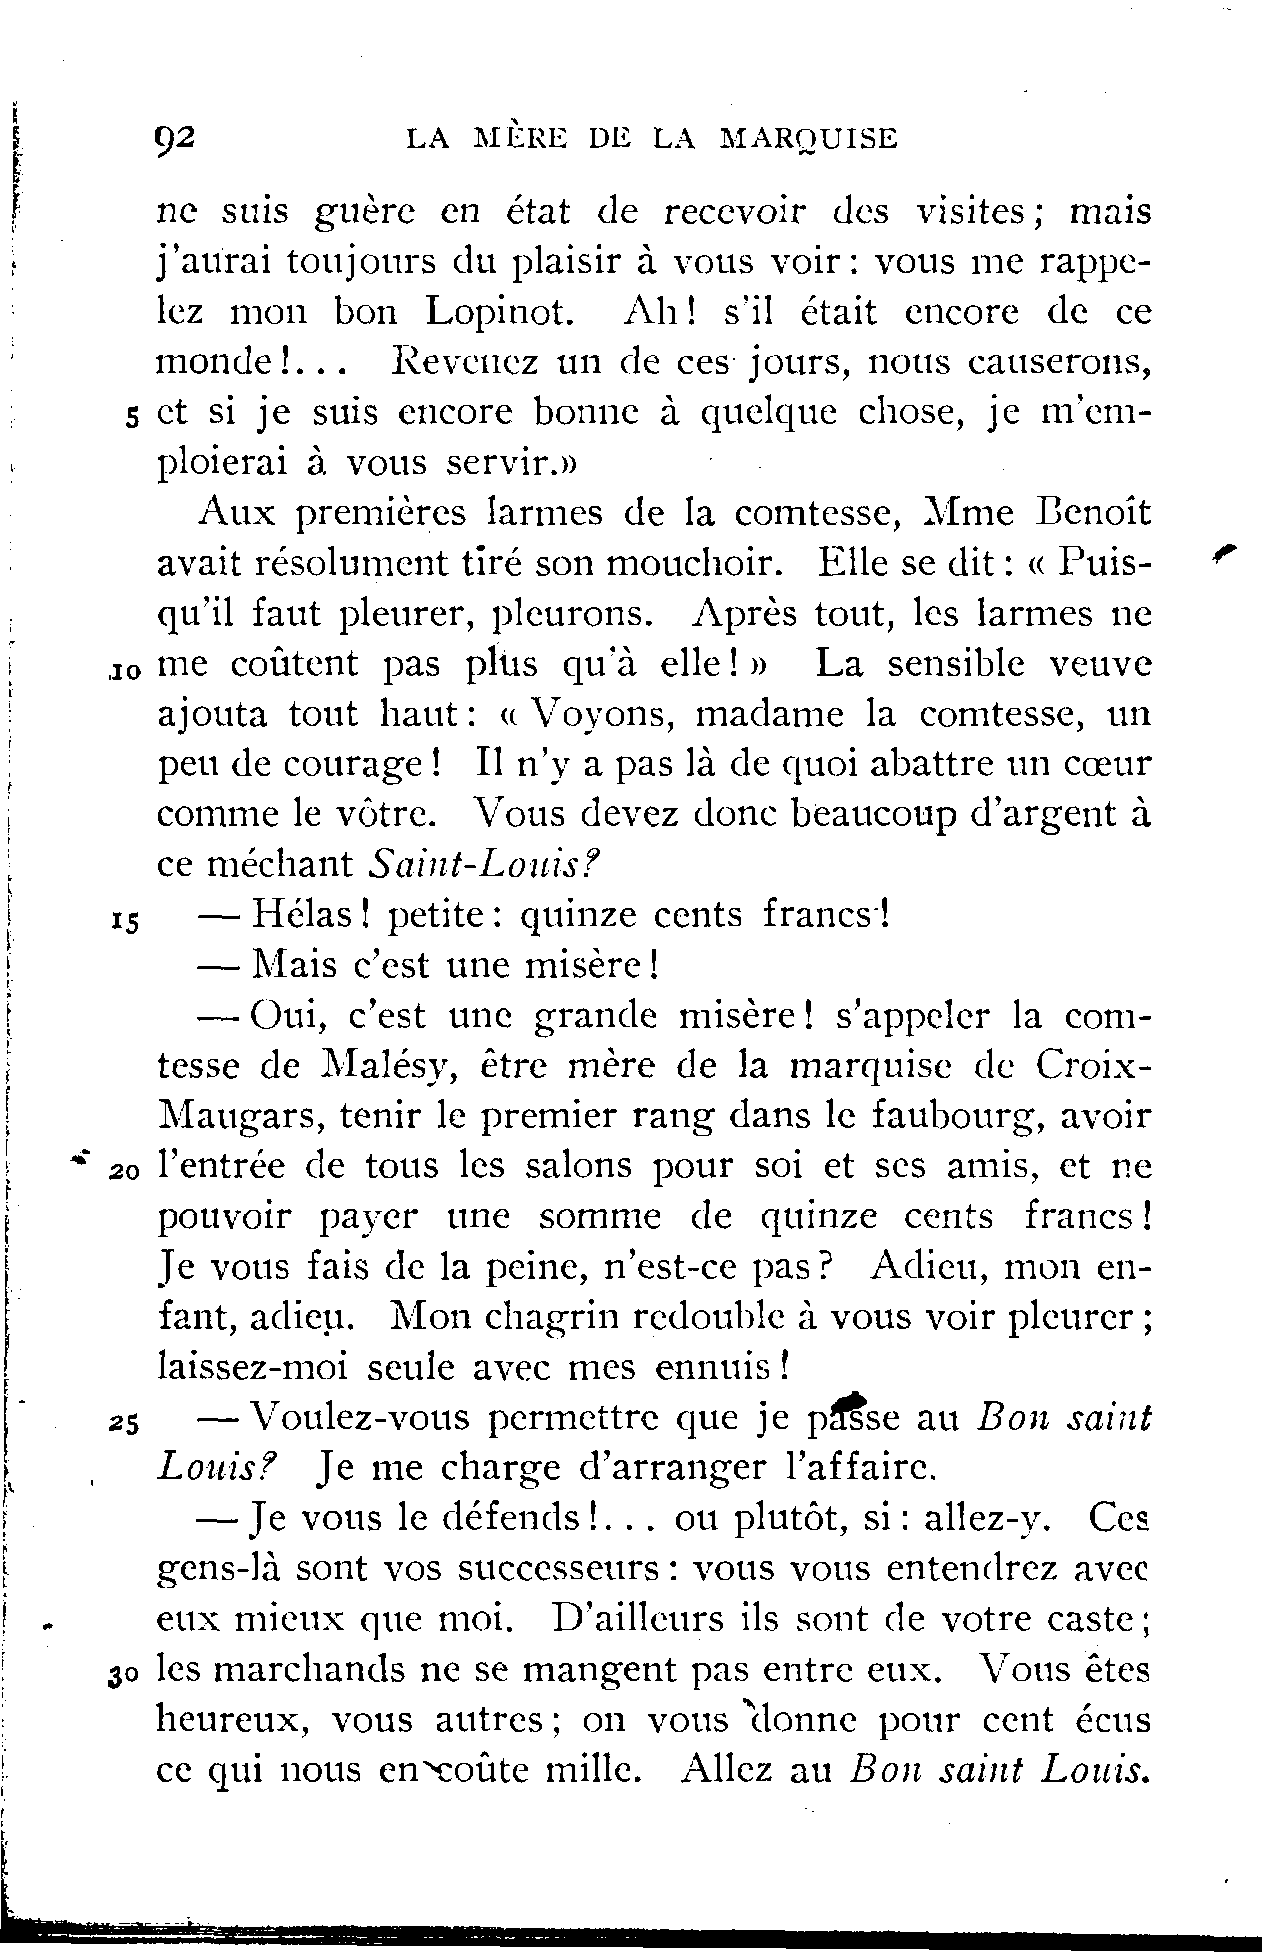 92 LA MÈRE DE LA MARQUISE
ne suis guère en état de recevoir des visites; mais
j'aurai toujours du plaisir à vous voir: vous me rappe-
lez mon bon Lopinot. Ah! s'il était encore de ce
monde!... Revenez un de ces jours, nous causerons,
5 et si je suis encore bonne à quelque chose, je m'em-
ploierai à vous servir.»
Aux premières larmes de la comtesse, Mme Benoît
avait résolument tiré son mouchoir. Elle se dit: « Puis-
qu'il faut pleurer, pleurons. Après tout, les larmes ne
10 me coûtent pas plus qu'à elle! » La sensible veuve
ajouta tout haut: « Voyons, madame la comtesse, un
peu de courage! Il n'y a pas là de quoi abattre un cœur
comme le vôtre. Vous devez donc beaucoup d'argent à
ce méchant Saint-Louis?
15 — Hélas! petite: quinze cents francs!
— Mais c'est une misère!
— Oui, c'est une grande misère! s'appeler la com-
tesse de Malésy, être mère de la marquise de Croix-
Maugars, tenir le premier rang dans le faubourg, avoir
20 l'entrée de tous les salons pour soi et ses amis, et ne
pouvoir payer une somme de quinze cents francs!
Je vous fais de la peine, n'est-ce pas? Adieu, mon en-
fant, adieu. Mon chagrin redouble à vous voir pleurer;
laissez-moi seule avec mes ennuis!
25 — Voulez-vous permettre que je passe au Bon saint
Louis? Je me charge d'arranger l'affaire.
— Je vous le défends!... ou plutôt, si: allez-y. Ces
gens-là sont vos successeurs: vous vous entendrez avec
eux mieux que moi. D'ailleurs ils sont de votre caste;
30 les marchands ne se mangent pas entre eux. Vous êtes
heureux, vous autres; on vous donne pour cent écus
ce qui nous en coûte mille. Allez au Bon saint Louis.